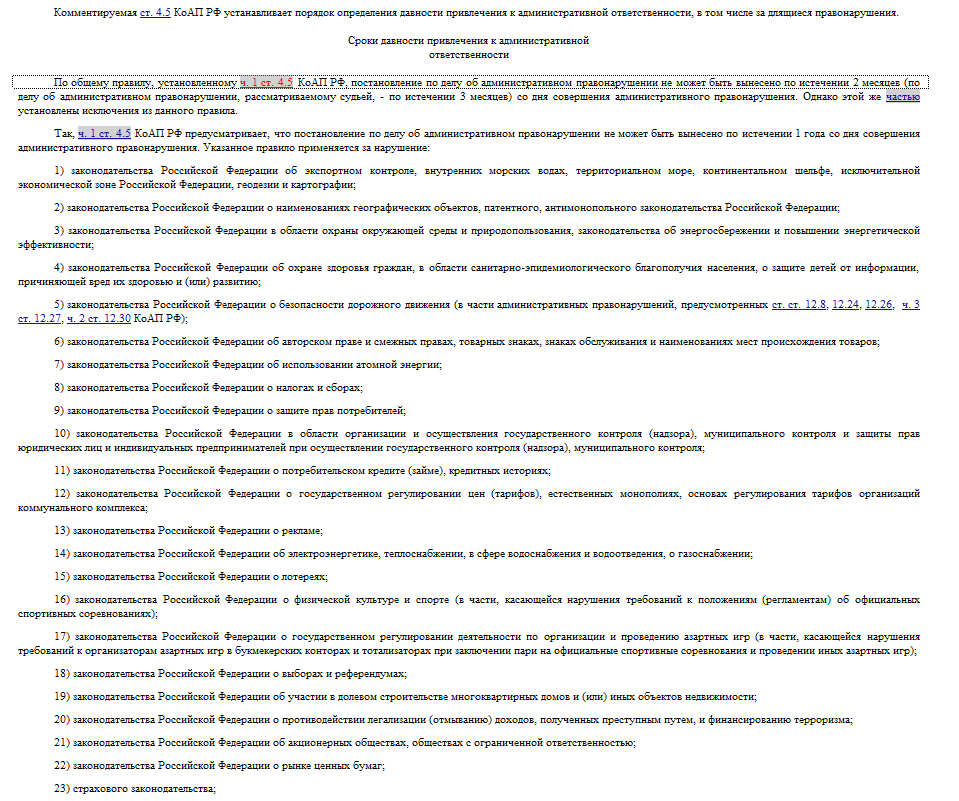 Комментируемая ст. 4.5 КоАП РФ устанавливает порядок определения давности привлечения к административной ответственности, в том числе за длящиеся правонарушения.
Сроки давности привлечения к административной
ответственности
По общему правилу, установленному ч. 1 ст. 4.5 КоАП РФ, постановление по делу об административном правонарушении не может быть вынесено по истечении 2 месяцев (по
делу об административном правонарушении, рассматриваемому судьей, - по истечении 3 месяцев) со дня совершения административного правонарушения. Однако этой же частью
установлены исключения из данного правила.
Так, ч. 1 ст. 4.5 КоАП РФ предусматривает, что постановление по делу об административном правонарушении не может быть вынесено по истечении 1 года со дня совершения
административного правонарушения. Указанное правило применяется за нарушение:
1) законодательства Российской Федерации об экспортном контроле, внутренних морских водах, территориальном море, континентальном шельфе, исключительной
экономической зоне Российской Федерации, геодезии и картографии;
2) законодательства Российской Федерации о наименованиях географических объектов, патентного, антимонопольного законодательства Российской Федерации;
3) законодательства Российской Федерации в области охраны окружающей среды и природопользования, законодательства об энергосбережении и повышении энергетической
эффективности;
4) законодательства Российской Федерации об охране здоровья граждан, в области санитарно-эпидемиологического благополучия населения, о защите детей от информации,
причиняющей вред их здоровью и (или) развитию;
5) законодательства Российской Федерации о безопасности дорожного движения (в части административных правонарушений, предусмотренных ст. ст. 12.8, 12.24, 12.26, ч. 3
ст. 12.27, ч. 2 ст. 12.30 КоАП РФ);
6) законодательства Российской Федерации об авторском праве и смежных правах, товарных знаках, знаках обслуживания и наименованиях мест происхождения товаров;
7) законодательства Российской Федерации об использовании атомной энергии;
8) законодательства Российской Федерации о налогах и сборах;
9) законодательства Российской Федерации о защите прав потребителей;
10) законодательства Российской Федерации в области организации и осуществления государственного контроля (надзора), муниципального контроля и защиты прав
юридических лиц и индивидуальных предпринимателей при осуществлении государственного контроля (надзора), муниципального контроля;
11) законодательства Российской Федерации о потребительском кредите (займе), кредитных историях;
12) законодательства Российской Федерации о государственном регулировании цен (тарифов), естественных монополиях, основах регулирования тарифов организаций
коммунального комплекса;
13) законодательства Российской Федерации о рекламе;
14) законодательства Российской Федерации об электроэнергетике, теплоснабжении, в сфере водоснабжения и водоотведения, о газоснабжении;
15) законодательства Российской Федерации о лотереях;
16) законодательства Российской Федерации о физической культуре и спорте (в части, касающейся нарушения требований к положениям (регламентам) об официальных
спортивных соревнованиях);
17) законодательства Российской Федерации о государственном регулировании деятельности по организации и проведению азартных игр (в части, касающейся нарушения
требований к организаторам азартных игр в букмекерских конторах и тотализаторах при заключении пари на официальные спортивные соревнования и проведении иных азартных игр);
18) законодательства Российской Федерации о выборах и референдумах;
19) законодательства Российской Федерации об участии в долевом строительстве многоквартирных домов и (или) иных объектов недвижимости;
20) законодательства Российской Федерации о противодействии легализации (отмыванию) доходов, полученных преступным путем, и финансированию терроризма;
21) законодательства Российской Федерации об акционерных обществах, обществах с ограниченной ответственностью;
22) законодательства Российской Федерации о рынке ценных бумаг;
23) страхового законодательства;